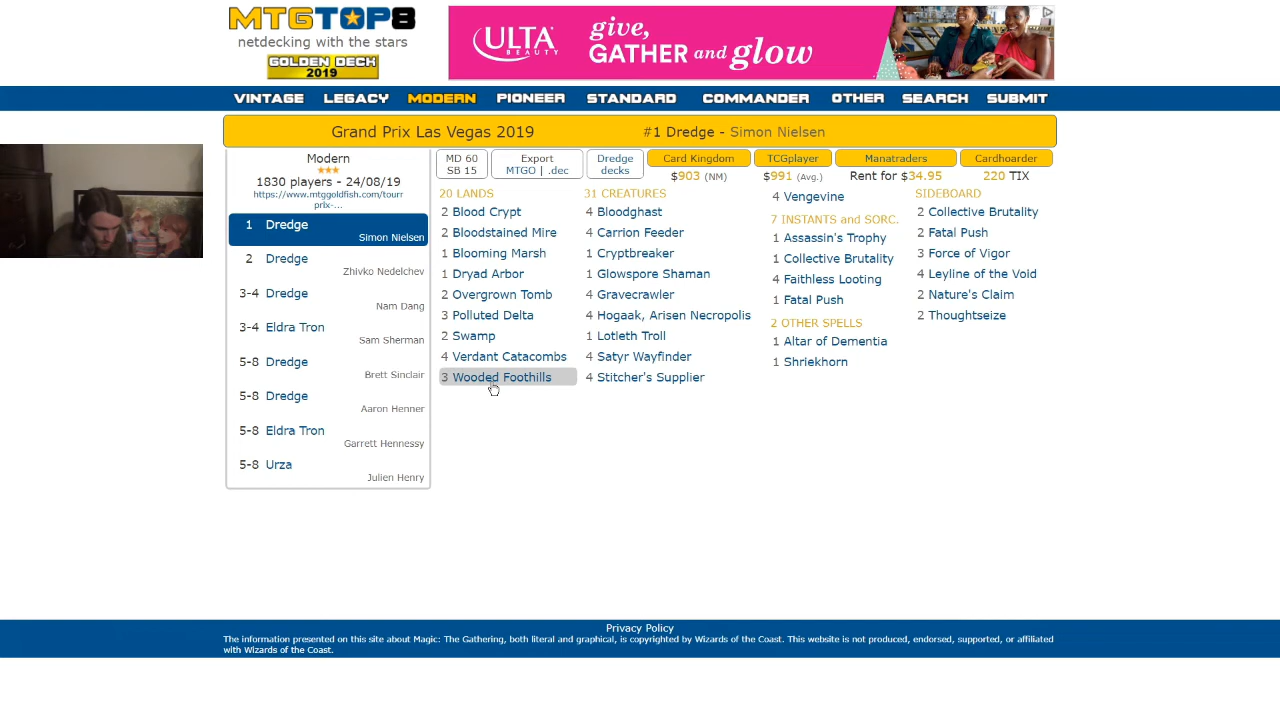 MTGTOP8
netdecking with the stars
GOLDEN DECK
2019
ULTA
BEAUTY
give,
GATHER and glow
VINTAGE LEGACY MODERN PIONEER STANDARD COMMANDER OTHER SEARCH SUBMIT
Grand Prix Las Vegas 2019 #1 Dredge - Simon Nielsen
Modern
1830 players - 24/08/19
https://www.mtggoldfish.com/tourr
prix-...
1 Dredge
Simon Nielsen
2 Dredge
Zhivko Nedelchev
3-4 Dredge
Nam Dang
3-4 Eldra Tron
Sam Sherman
5-8 Dredge
Brett Sinclair
5-8 Dredge
Aaron Henner
5-8 Eldra Tron
Garrett Hennessy
5-8 Urza
Julien Henry
MD 60
SB 15
Export
MTGO | .dec
Dredge
decks
Card Kingdom
$903 (NM)
TCGplayer
$991 (Avg.)
Manatraders
Rent for $34.95
Cardhoarder
220 TIX
20 LANDS
2 Blood Crypt
2 Bloodstained Mire
1 Blooming Marsh
1 Dryad Arbor
2 Overgrown Tomb
3 Polluted Delta
2 Swamp
4 Verdant Catacombs
3 Wooded Foothills
31 CREATURES
4 Bloodghast
4 Carrion Feeder
1 Cryptbreaker
1 Glowspore Shaman
4 Gravecrawler
4 Hogaak, Arisen Necropolis
1 Lotleth Troll
4 Satyr Wayfinder
4 Stitcher's Supplier
4 Vengevine
7 INSTANTS and SORC.
1 Assassin's Trophy
1 Collective Brutality
4 Faithless Looting
1 Fatal Push
2 OTHER SPELLS
1 Altar of Dementia
1 Shriekhorn
SIDEBOARD
2 Collective Brutality
2 Fatal Push
3 Force of Vigor
4 Leyline of the Void
2 Nature's Claim
2 Thoughtseize
Privacy Policy
The information presented on this site about Magic: The Gathering, both literal and graphical, is copyrighted by Wizards of the Coast. This website is not produced, endorsed, supported, or affiliated
with Wizards of the Coast.